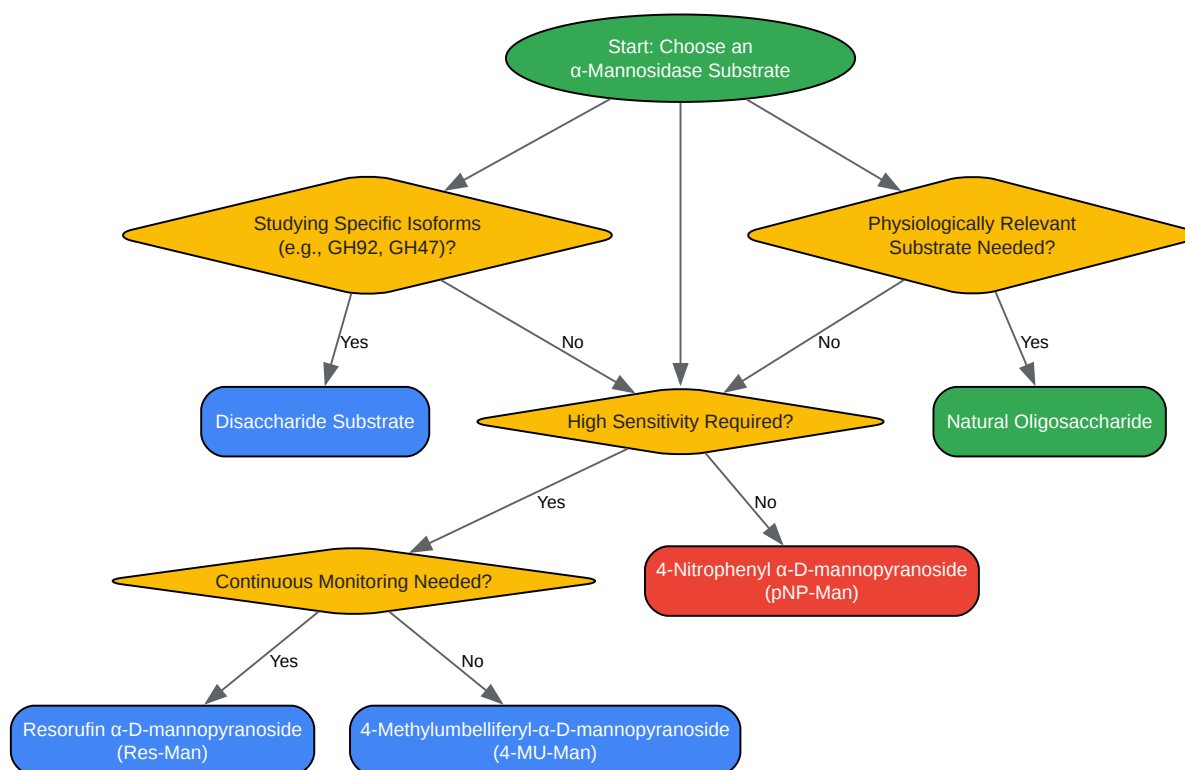 Start: Choose an
α-Mannosidase Substrate
Studying Specific Isoforms
(e.g., GH92, GH47)?
Physiologically Relevant
Substrate Needed?
Yes
No
No
Yes
Disaccharide Substrate
High Sensitivity Required?
Natural Oligosaccharide
Yes
No
Continuous Monitoring Needed?
4-Nitrophenyl α-D-mannopyranoside
(pNP-Man)
Yes
No
Resorufin α-D-mannopyranoside
(Res-Man)
4-Methylumbelliferyl-α-D-mannopyranoside
(4-MU-Man)